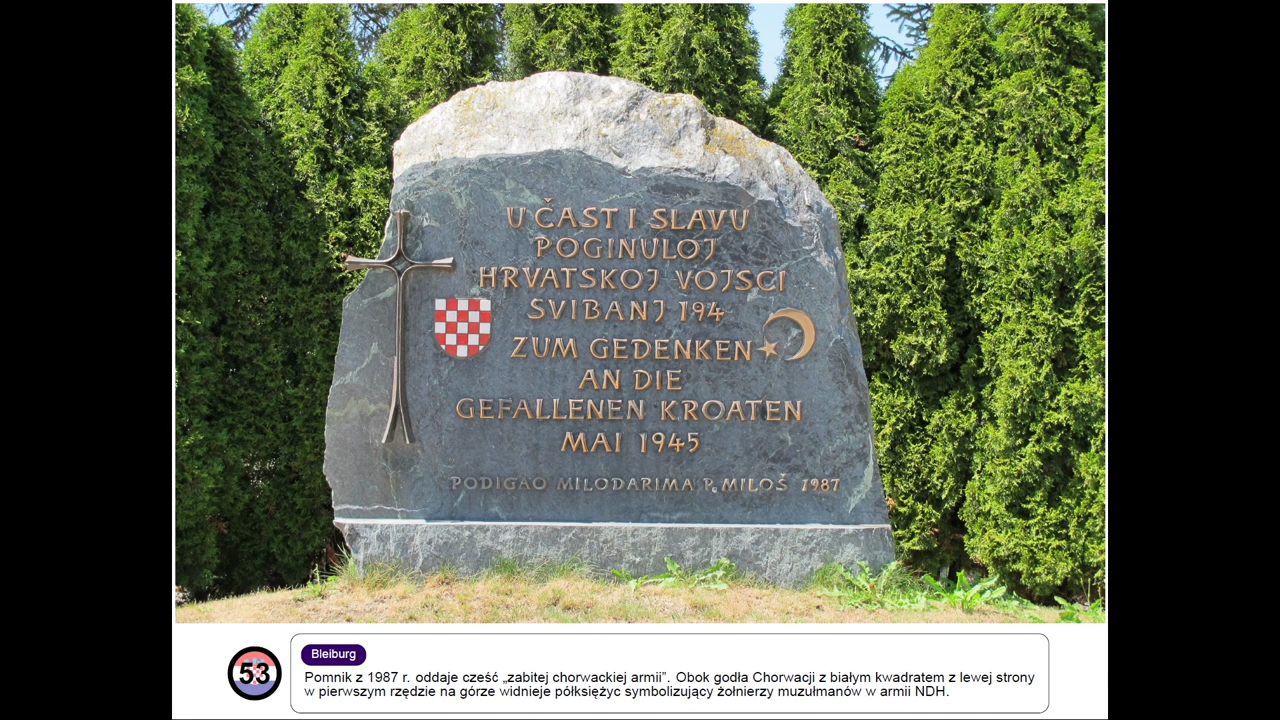 U ČAST I SLAVU
POGINULOJ
HRVATSKOJ VOJSCI
SVIBANJ 194
ZUM GEDENKEN
AN DIE
GEFALLENEN KROATEN
MAI 1945
PODIGAO MILODARIMA P. MILOŠ 1987
53
Bleiburg
Pomnik z 1987 r. oddaje cześć „zabitej chorwackiej armii”. Obok godła Chorwacji z białym kwadratem z lewej strony
w pierwszym rzędzie na górze widnieje półksiężyc symbolizujący żołnierzy muzułmanów w armii NDH.